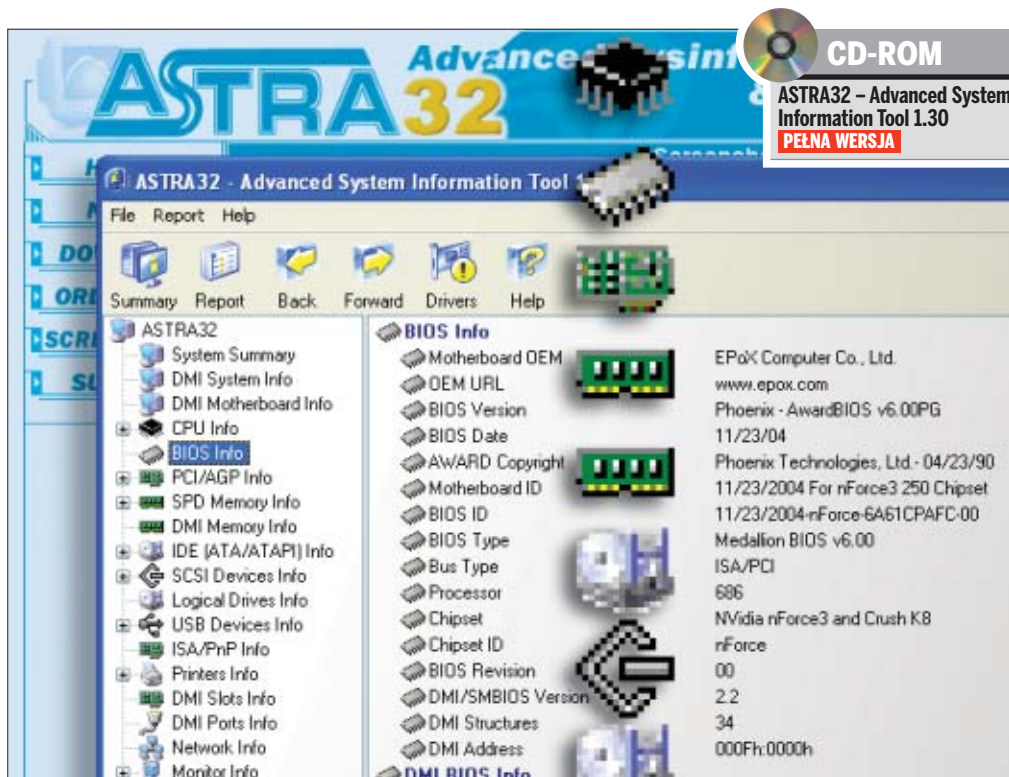 ASTRA
32
CD-ROM
ASTRA32 – Advanced System
Information Tool 1.30
PEŁNA WERSJA
ASTRA32 - Advanced System Information Tool
File Report Help
Summary Report Back Forward Drivers Help
ASTRA32
System Summary
DMI System Info
DMI Motherboard Info
CPU Info
BIOS Info
PCI/AGP Info
SPD Memory Info
DMI Memory Info
IDE (ATA/ATAPI) Info
SCSI Devices Info
Logical Drives Info
USB Devices Info
ISA/PnP Info
Printers Info
DMI Slots Info
DMI Ports Info
Network Info
Monitor Info
BIOS Info
Motherboard OEM EPoX Computer Co., Ltd.
OEM URL www.epox.com
BIOS Version Phoenix - AwardBIOS v6.00PG
BIOS Date 11/23/04
AWARD Copyright Phoenix Technologies, Ltd - 04/23/90
Motherboard ID 11/23/2004 For nForce3 250 Chipset
BIOS ID 11/23/2004-nForce-6A61CPAFC-00
BIOS Type Medallion BIOS v6.00
Bus Type ISA/PCI
Processor 686
Chipset NVidia nForce3 and Crush K8
Chipset ID nForce
BIOS Revision 00
DMI/SMBIOS Version 2.2
DMI Structures 34
DMI Address 000Fh:0000h
DMI BIOS Info